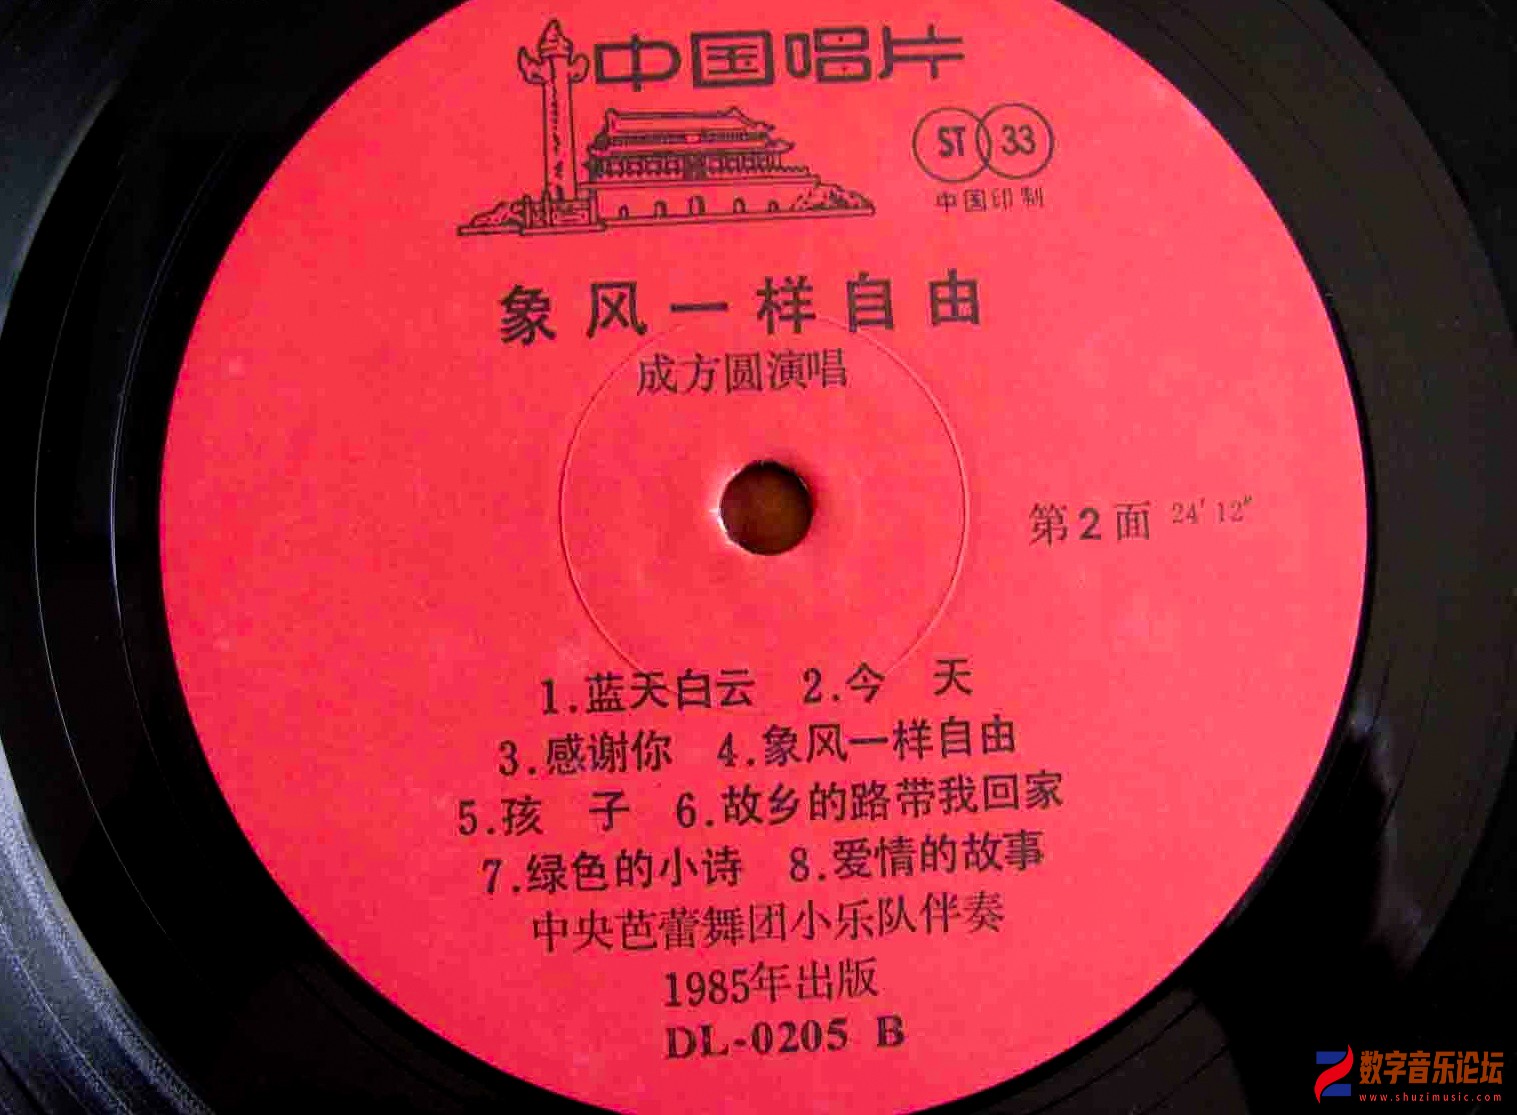 中国唱片
ST 33
中国印制
象风一样自由
成方圆演唱
第2面 24′ 12″
1.蓝天白云 2.今 天
3.感谢你 4.象风一样自由
5.孩 子 6.故乡的路带我回家
7.绿色的小诗 8.爱情的故事
中央芭蕾舞团小乐队伴奏
1985年出版
DL-0205 B
数字音乐论坛
www.shuzimusic.com